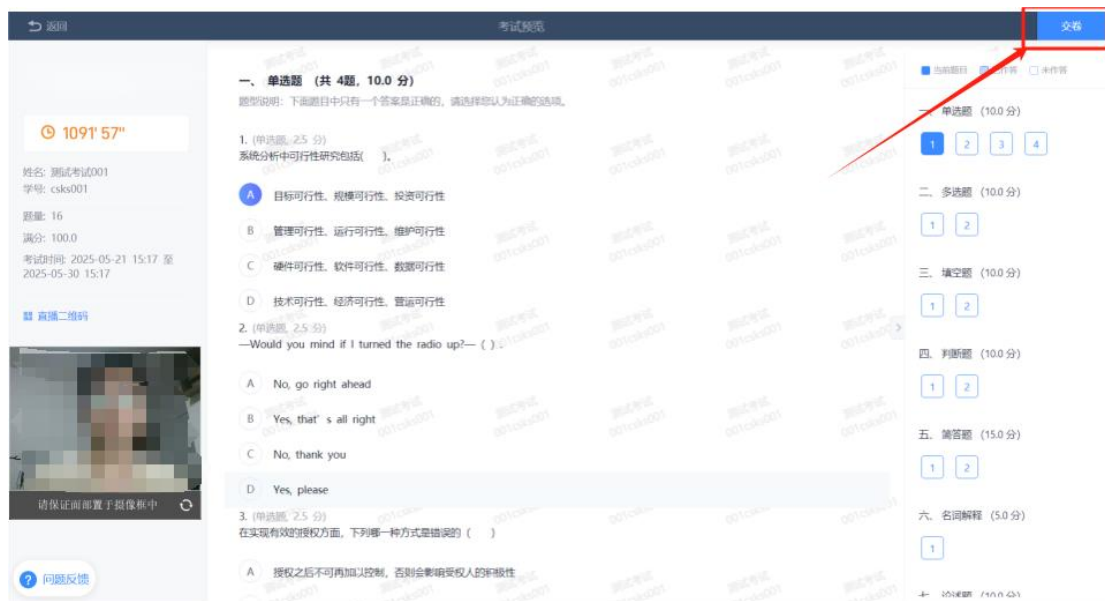 返回
考试预览
交卷
1091' 57"
姓名: 测试考试001
学号: csks001
题量: 16
满分: 100.0
考试时间: 2025-05-21 15:17 至
2025-05-30 15:17
直播二维码
请保证面部置于摄像框中
问题反馈
一、 单选题 (共 4题, 10.0 分)
题型说明: 下面题目中只有一个答案是正确的, 请选择您认为正确的选项。
1. (单选题, 2.5 分)
系统分析中可行性研究包括( )。
A 目标可行性、规模可行性、投资可行性
B 管理可行性、运行可行性、维护可行性
C 硬件可行性、软件可行性、数据可行性
D 技术可行性、经济可行性、营运可行性
2. (单选题, 2.5 分)
—Would you mind if I turned the radio up?— ( ) .
A No, go right ahead
B Yes, that' s all right
C No, thank you
D Yes, please
3. (单选题, 2.5 分)
在实现有效的授权方面, 下列哪一种方式是错误的 ( )
A 授权之后不可再加以控制, 否则会影响受权人的积极性
当前题目 已作答 未作答
一、 单选题 (10.0 分)
1 2 3 4
二、 多选题 (10.0 分)
1 2
三、 填空题 (10.0 分)
1 2
四、 判断题 (10.0 分)
1 2
五、 简答题 (15.0 分)
1 2
六、 名词解释 (5.0 分)
1
七、 论述题 (10.0 分)